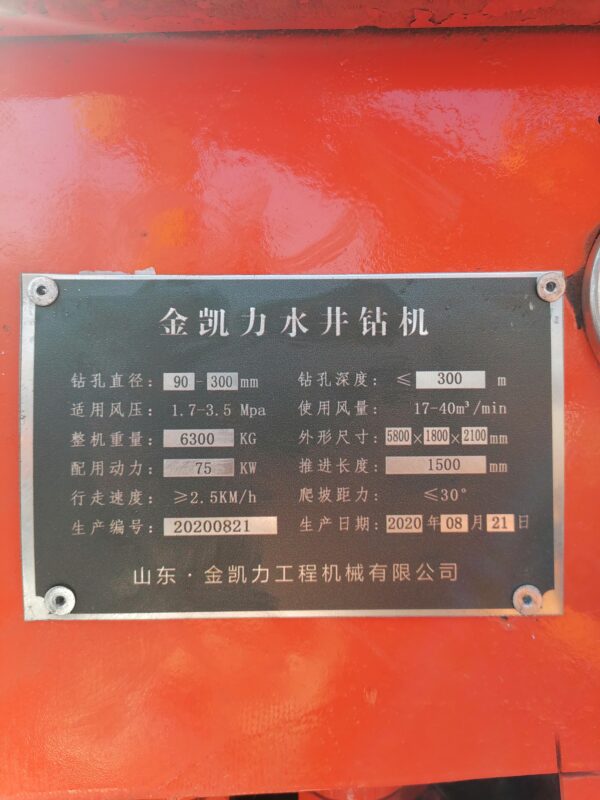 金凯力水井钻机
钻孔直径： 90-300mm 钻孔深度： ≤ 300 m
适用风压： 1.7-3.5 Mpa 使用风量： 17-40m³/min
整机重量： 6300 KG 外形尺寸： 5800×1800×2100mm
配用动力： 75 KW 推进长度： 1500 mm
行走速度： ≥2.5KM/h 爬坡距力： ≤30°
生产编号： 20200821 生产日期： 2020年08月21日
山东·金凯力工程机械有限公司